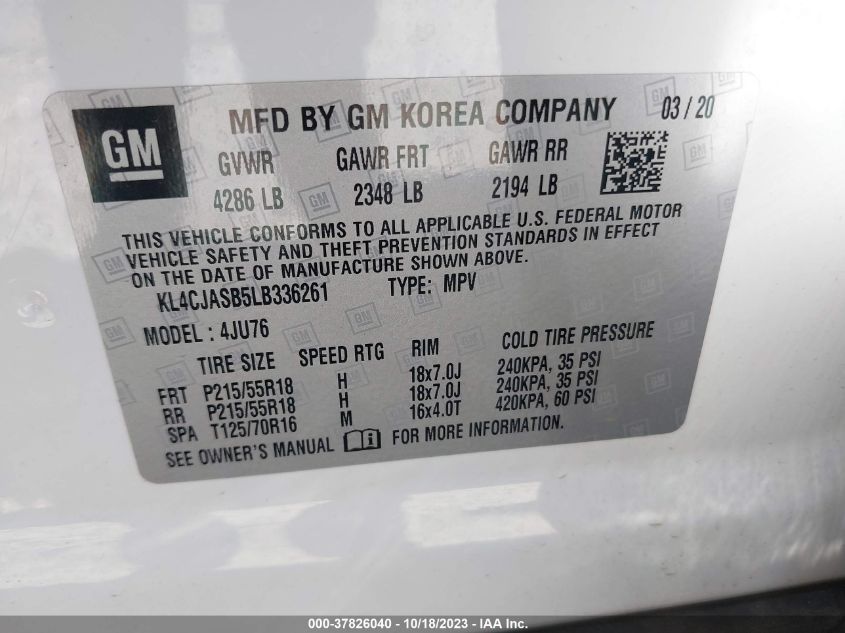 GM
MFD BY GM KOREA COMPANY 03/20
GVWR GAWR FRT GAWR RR
4286 LB 2348 LB 2194 LB
THIS VEHICLE CONFORMS TO ALL APPLICABLE U.S. FEDERAL MOTOR
VEHICLE SAFETY AND THEFT PREVENTION STANDARDS IN EFFECT
ON THE DATE OF MANUFACTURE SHOWN ABOVE.
KL4CJASB5LB336261 TYPE: MPV
MODEL: 4JU76
TIRE SIZE SPEED RTG RIM COLD TIRE PRESSURE
FRT P215/55R18 H 18x7.0J 240KPA, 35 PSI
RR P215/55R18 H 18x7.0J 240KPA, 35 PSI
SPA T125/70R16 M 16x4.0T 420KPA, 60 PSI
SEE OWNER'S MANUAL FOR MORE INFORMATION.
000-37826040 - 10/18/2023 - IAA Inc.